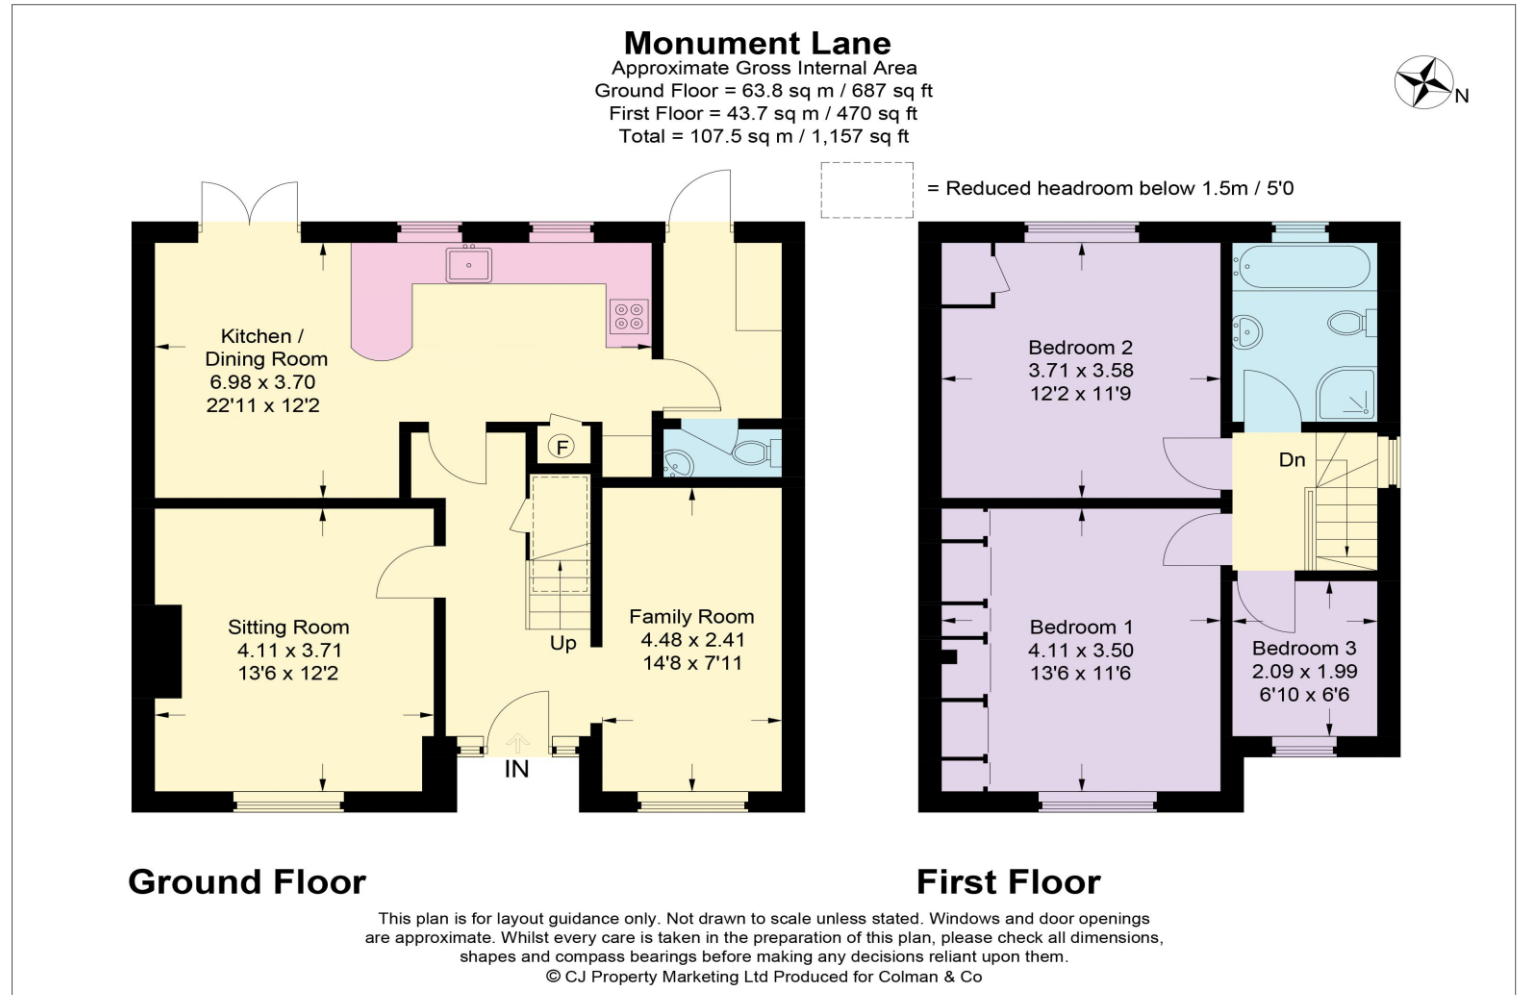 Monument Lane
Approximate Gross Internal Area
Ground Floor = 63.8 sq m / 687 sq ft
First Floor = 43.7 sq m / 470 sq ft
Total = 107.5 sq m / 1,157 sq ft
N
= Reduced headroom below 1.5m / 5'0
Kitchen /
Dining Room
6.98 x 3.70
22'11 x 12'2
F
Sitting Room
4.11 x 3.71
13'6 x 12'2
Up
Family Room
4.48 x 2.41
14'8 x 7'11
IN
Bedroom 2
3.71 x 3.58
12'2 x 11'9
Dn
Bedroom 1
4.11 x 3.50
13'6 x 11'6
Bedroom 3
2.09 x 1.99
6'10 x 6'6
Ground Floor
First Floor
This plan is for layout guidance only. Not drawn to scale unless stated. Windows and door openings
are approximate. Whilst every care is taken in the preparation of this plan, please check all dimensions,
shapes and compass bearings before making any decisions reliant upon them.
© CJ Property Marketing Ltd Produced for Colman & Co